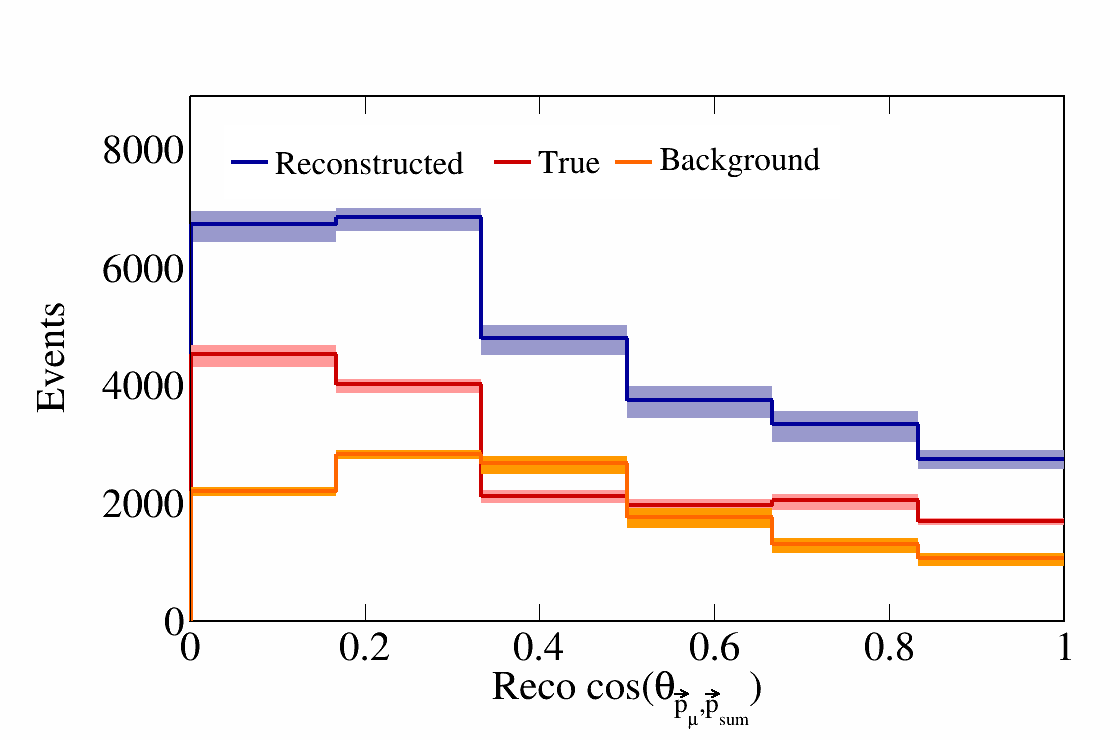 8000
Reconstructed True Background
6000
4000
2000
0
Events
0 0.2 0.4 0.6 0.8 1
Reco cos(θ p⃗μ,p⃗sum)